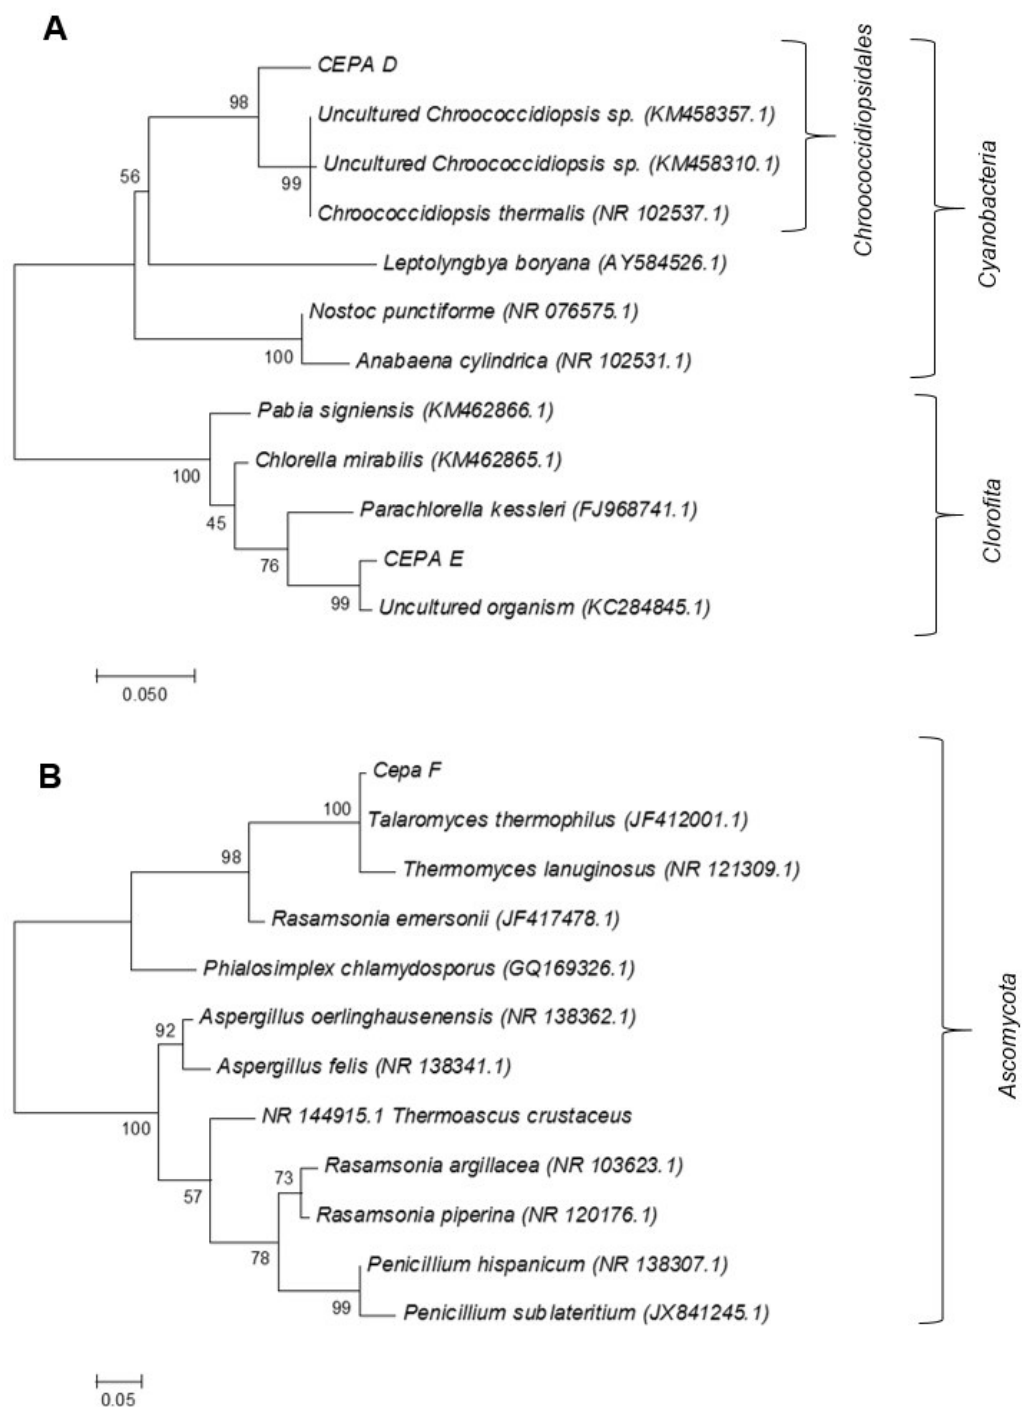 A
CEPA D
98
Uncultured Chroococcidiopsis sp. (KM458357.1)
Uncultured Chroococcidiopsis sp. (KM458310.1)
99
56
Chroococcidiopsis thermalis (NR 102537.1)
Chroococcidiopsidales
Leptolyngbya boryana (AY584526.1)
Cyanobacteria
Nostoc punctiforme (NR 076575.1)
100
Anabaena cylindrica (NR 102531.1)
Pabia signiensis (KM462866.1)
100
Chlorella mirabilis (KM462865.1)
45
Parachlorella kessleri (FJ968741.1)
Clorofita
76
CEPA E
99
Uncultured organism (KC284845.1)
0.050
B
Cepa F
100
Talaromyces thermophilus (JF412001.1)
98
Thermomyces lanuginosus (NR 121309.1)
Rasamsonia emersonii (JF417478.1)
Phialosimplex chlamydosporus (GQ169326.1)
Aspergillus oerlinghausenensis (NR 138362.1)
92
Aspergillus felis (NR 138341.1)
Ascomycota
100
NR 144915.1 Thermoascus crustaceus
57
Rasamsonia argillacea (NR 103623.1)
73
Rasamsonia piperina (NR 120176.1)
78
Penicillium hispanicum (NR 138307.1)
99
Penicillium sublateritium (JX841245.1)
0.05